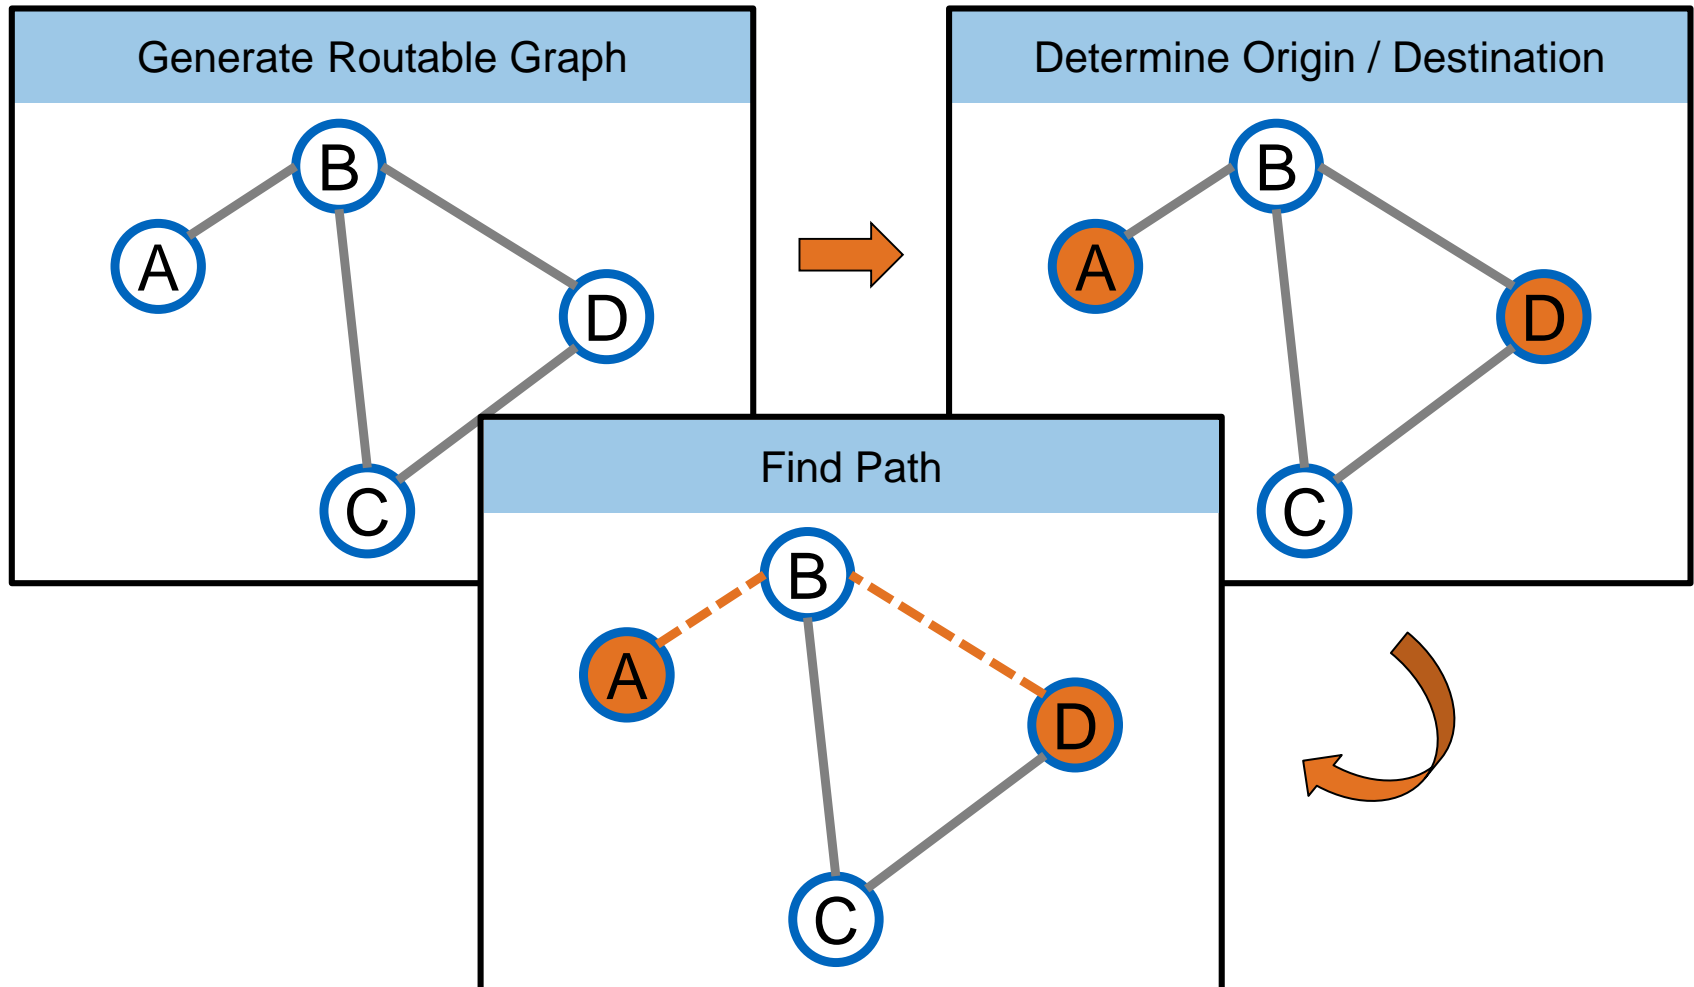 Generate Routable Graph
B
A
D
C
Determine Origin / Destination
B
A
D
C
Find Path
B
A
D
C